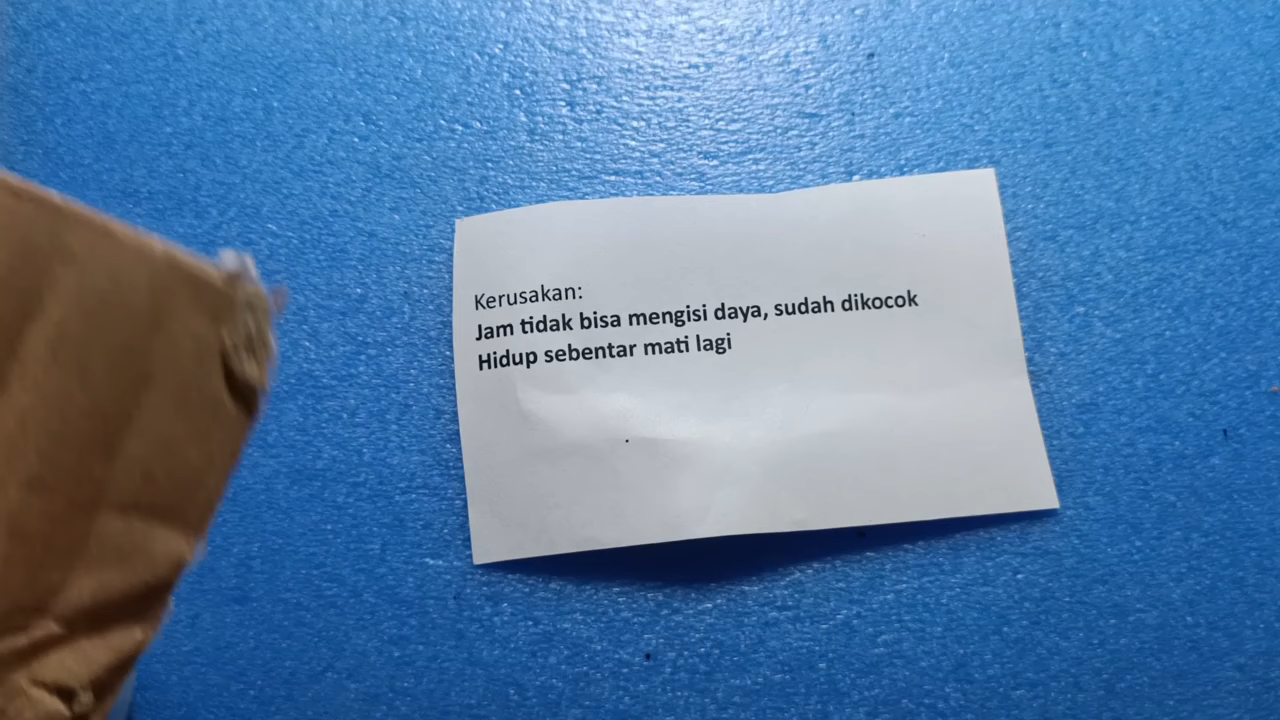 Kerusakan:
Jam tidak bisa mengisi daya, sudah dikocok
Hidup sebentar mati lagi